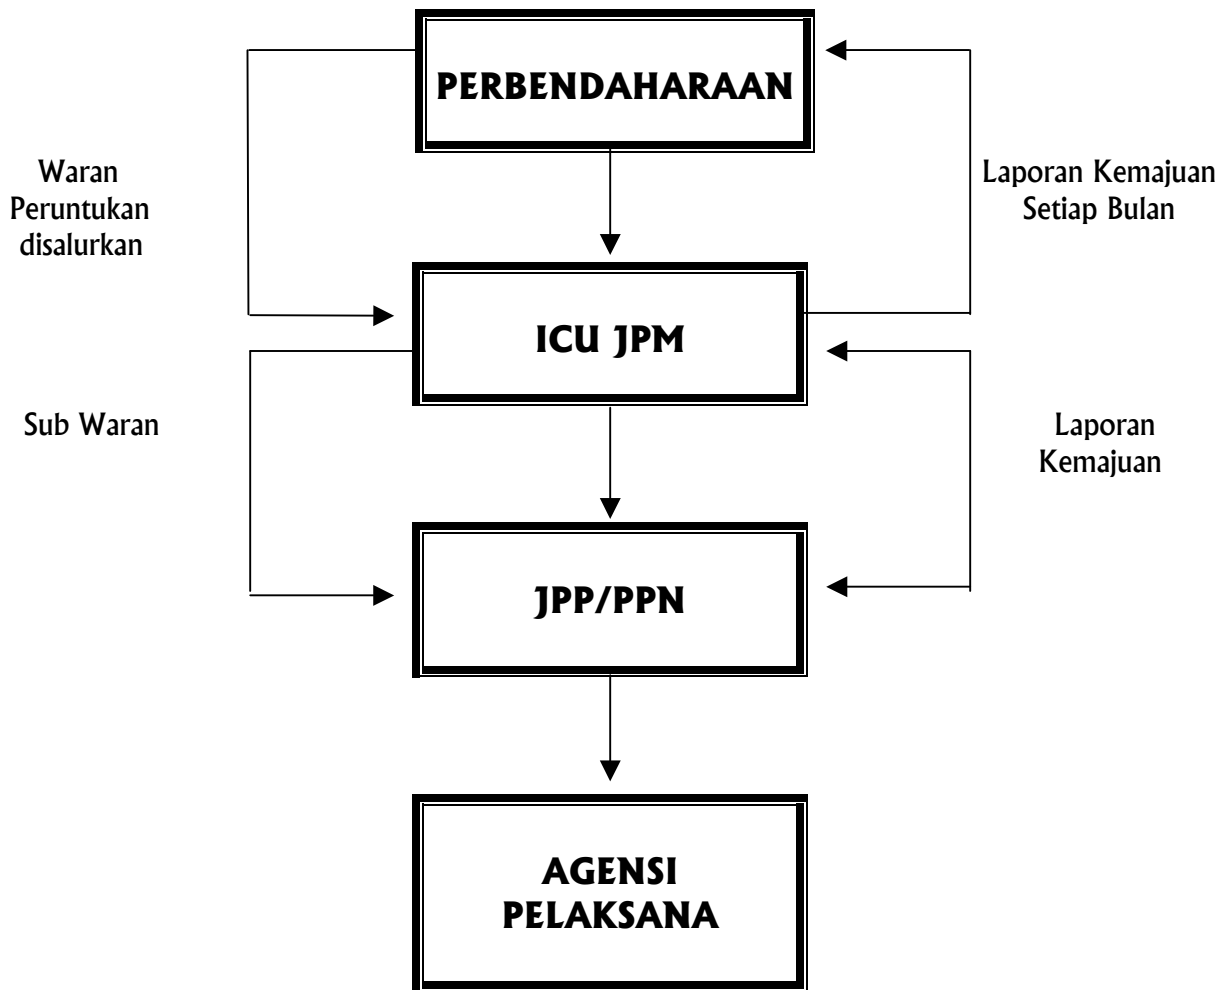 PERBENDAHARAAN
Waran
Peruntukan
disalurkan
Laporan Kemajuan
Setiap Bulan
ICU JPM
Sub Waran
Laporan
Kemajuan
JPP/PPN
AGENSI
PELAKSANA